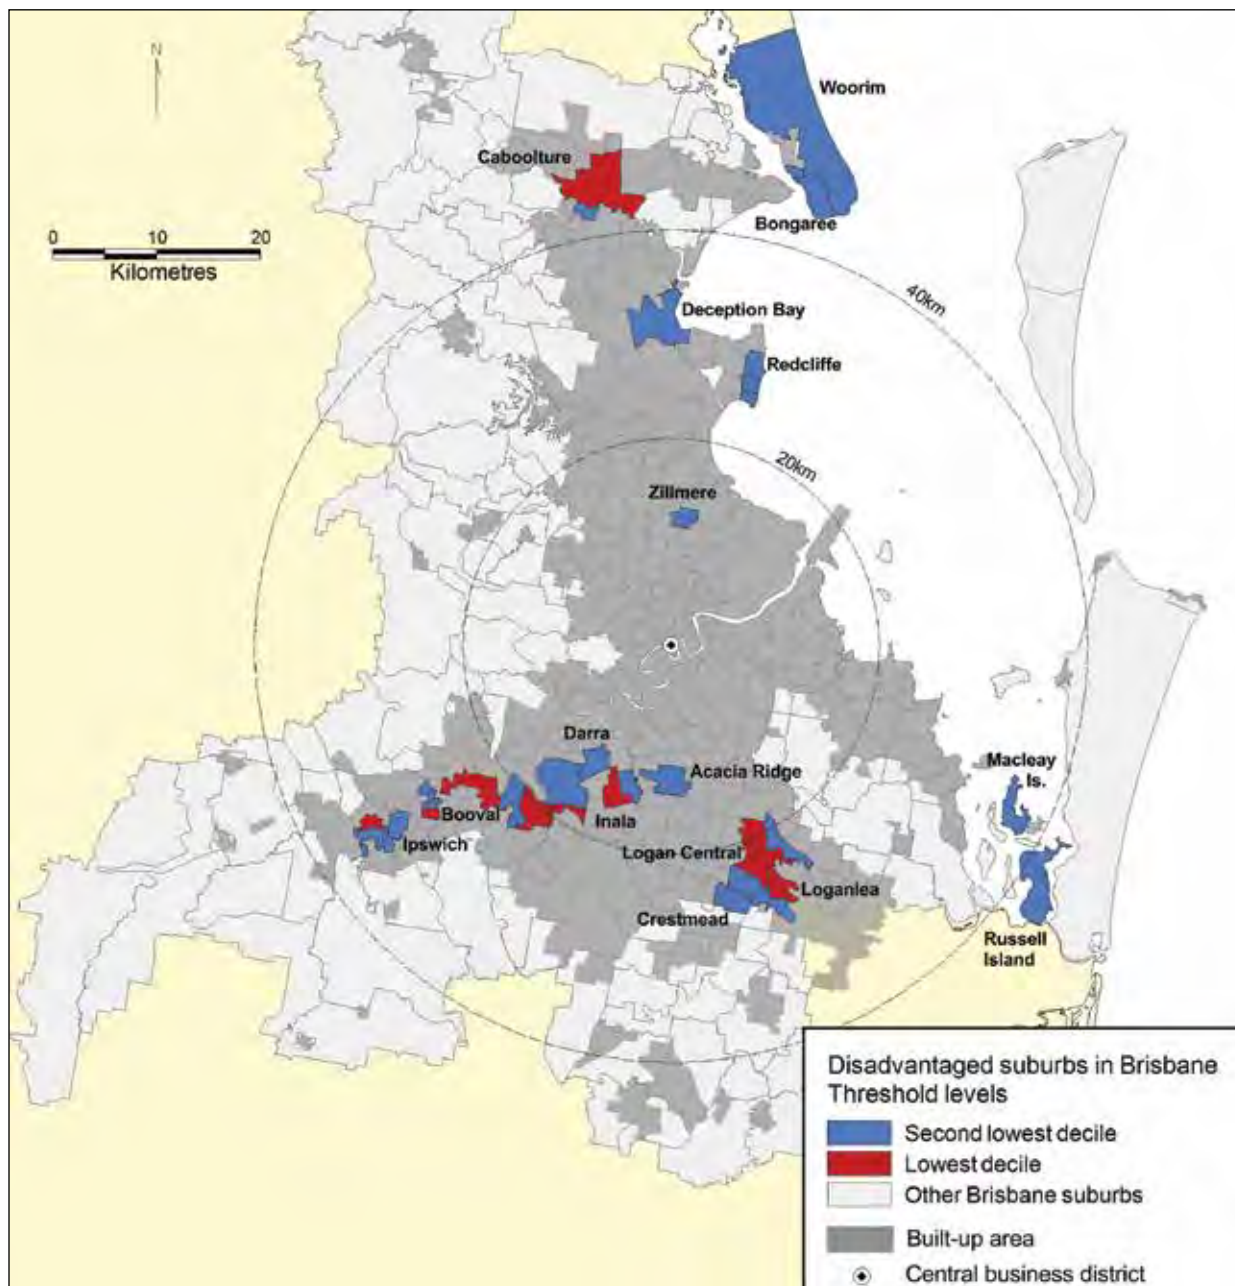 N
Woorim
Caboolture
Bongaree
0 10 20
Kilometres
40km
Deception Bay
Redcliffe
20km
Zillmere
Darra
Acacia Ridge
Macleay
Is.
Booval
Inala
Ipswich
Logan Central
Loganlea
Crestmead
Russell
Island
Disadvantaged suburbs in Brisbane
Threshold levels
Second lowest decile
Lowest decile
Other Brisbane suburbs
Built-up area
Central business district